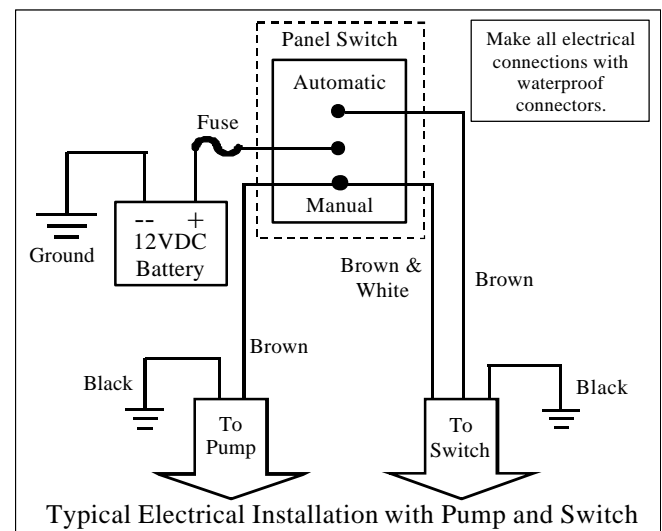 Panel Switch
Make all electrical
connections with
waterproof
connectors.
Automatic
Fuse
Manual
-- +
12VDC
Battery
Ground
Brown &
White
Brown
Brown
Black
Black
To
Pump
To
Switch
Typical Electrical Installation with Pump and Switch